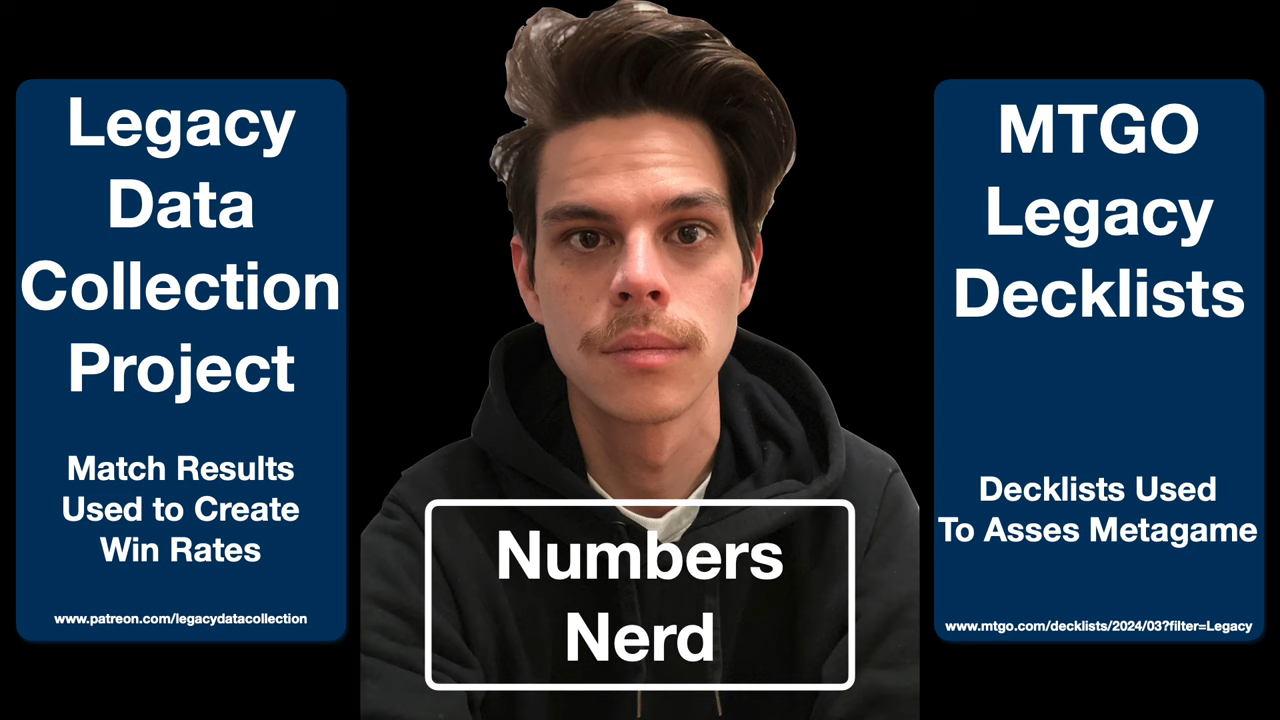 Legacy
Data
Collection
Project
Match Results
Used to Create
Win Rates
www.patreon.com/legacydatacollection
Numbers
Nerd
MTGO
Legacy
Decklists
Decklists Used
To Asses Metagame
www.mtgo.com/decklists/2024/03?filter=Legacy